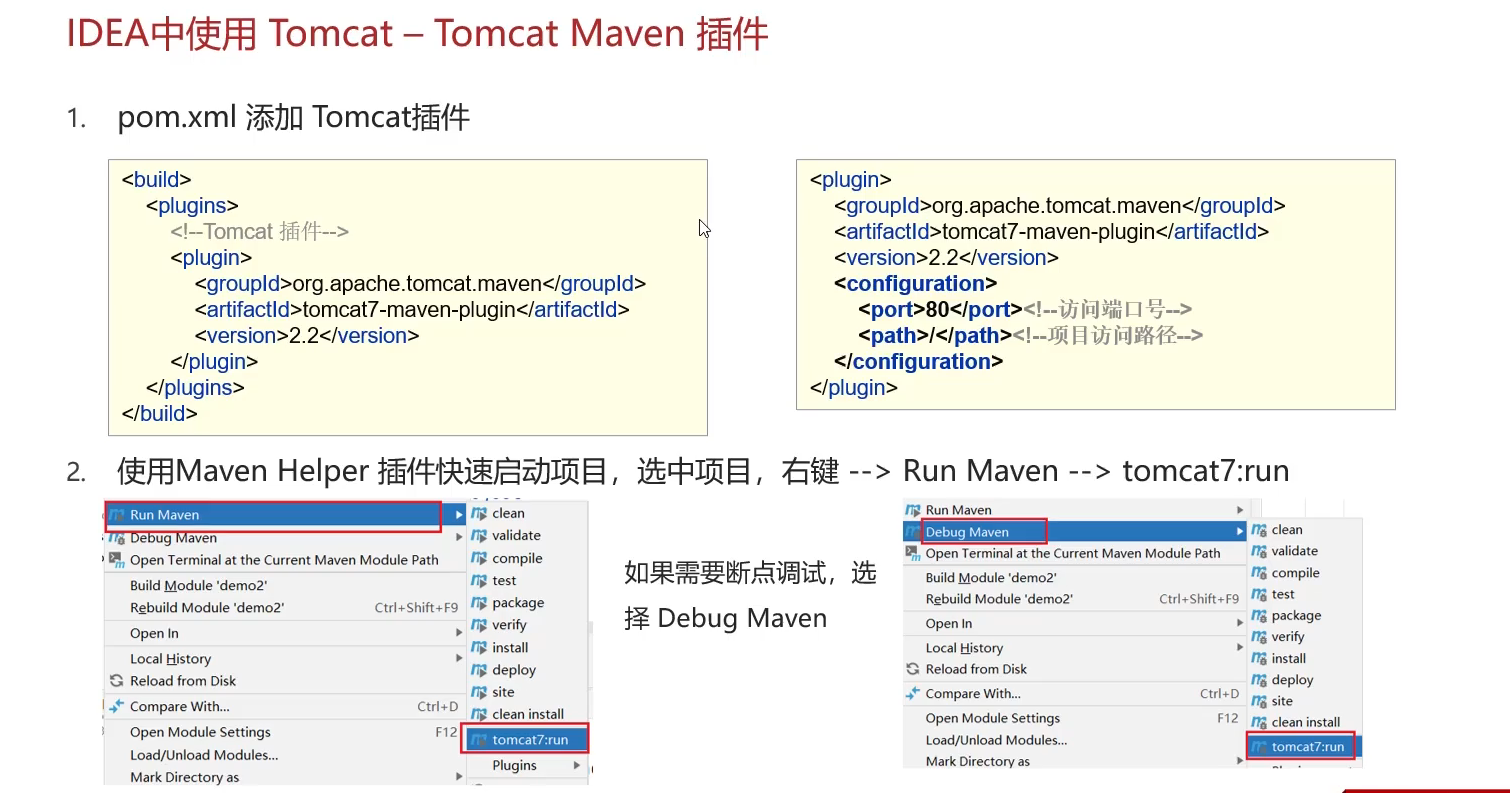 IDEA中使用 Tomcat – Tomcat Maven 插件
1. pom.xml 添加 Tomcat插件
<build>
<plugins>
<!--Tomcat 插件-->
<plugin>
<groupId>org.apache.tomcat.maven</groupId>
<artifactId>tomcat7-maven-plugin</artifactId>
<version>2.2</version>
</plugin>
</plugins>
</build>
<plugin>
<groupId>org.apache.tomcat.maven</groupId>
<artifactId>tomcat7-maven-plugin</artifactId>
<version>2.2</version>
<configuration>
<port>80</port><!--访问端口号-->
<path>/</path><!--项目访问路径-->
</configuration>
</plugin>
2. 使用Maven Helper 插件快速启动项目，选中项目，右键 --> Run Maven --> tomcat7:run
Run Maven
Debug Maven
Open Terminal at the Current Maven Module Path
Build Module 'demo2'
Rebuild Module 'demo2' Ctrl+Shift+F9
Open In
Local History
Reload from Disk
Compare With... Ctrl+D
Open Module Settings F12
Load/Unload Modules...
Mark Directory as
clean
validate
compile
test
package
verify
install
deploy
site
clean install
tomcat7:run
Plugins
如果需要断点调试，选
择 Debug Maven
Run Maven
Debug Maven
Open Terminal at the Current Maven Module Path
Build Module 'demo2'
Rebuild Module 'demo2' Ctrl+Shift+F9
Open In
Local History
Reload from Disk
Compare With... Ctrl+D
Open Module Settings F12
Load/Unload Modules...
Mark Directory as
clean
validate
compile
test
package
verify
install
deploy
site
clean install
tomcat7:run